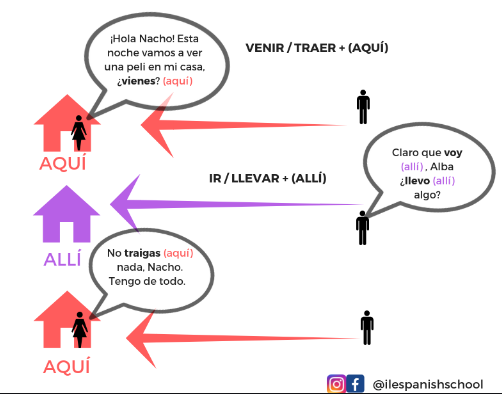 ¡Hola Nacho! Esta
noche vamos a ver
una peli en mi casa,
¿vienes? (aquí)
VENIR / TRAER + (AQUÍ)
AQUÍ
Claro que voy
(allí) , Alba
¿llevo (allí)
algo?
IR / LLEVAR + (ALLÍ)
ALLÍ
No traigas (aquí)
nada, Nacho.
Tengo de todo.
AQUÍ
@ilespanishschool